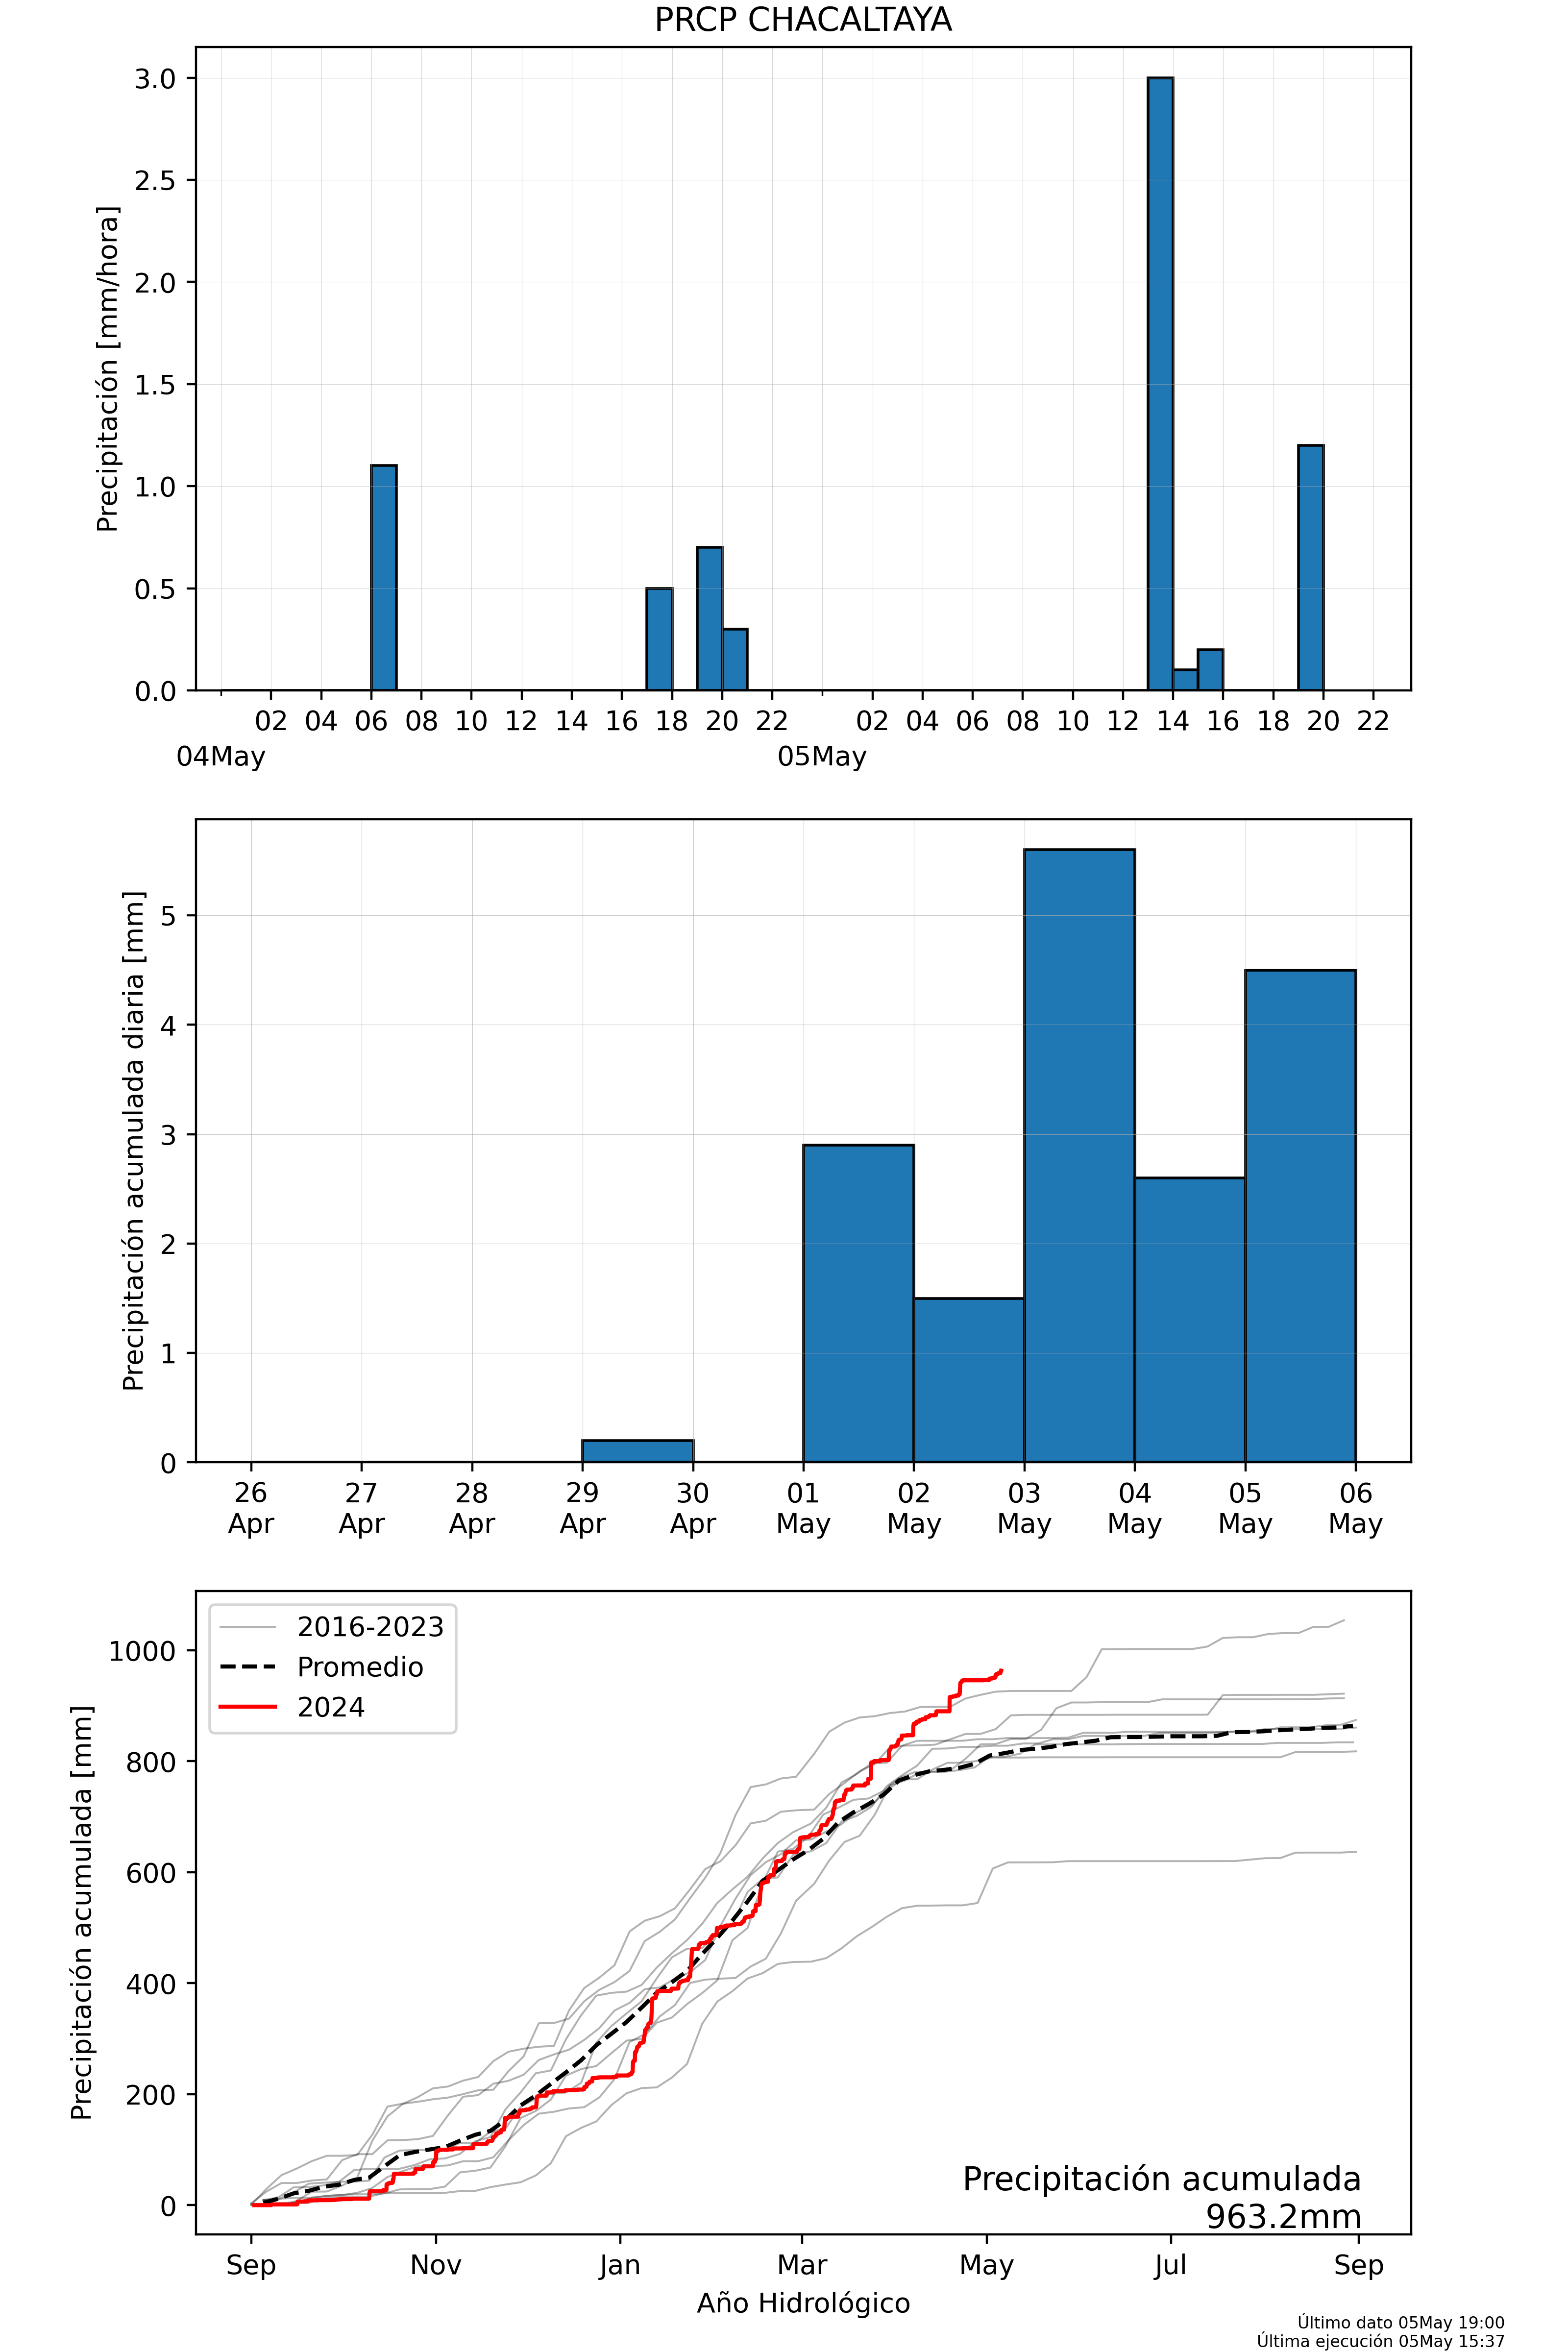 PRCP CHACALTAYA
Precipitación [mm/hora]
3.0
2.5
2.0
1.5
1.0
0.5
0.0
02 04 06 08 10 12 14 16 18 20 22 02 04 06 08 10 12 14 16 18 20 22
04May 05May
Precipitación acumulada diaria [mm]
5
4
3
2
1
0
26 27 28 29 30 01 02 03 04 05 06
Apr Apr Apr Apr Apr May May May May May May
Precipitación acumulada [mm]
1000
800
600
400
200
0
2016-2023
Promedio
2024
Precipitación acumulada
963.2mm
Sep Nov Jan Mar May Jul Sep
Año Hidrológico
Último dato 05May 19:00
Última ejecución 05May 15:37